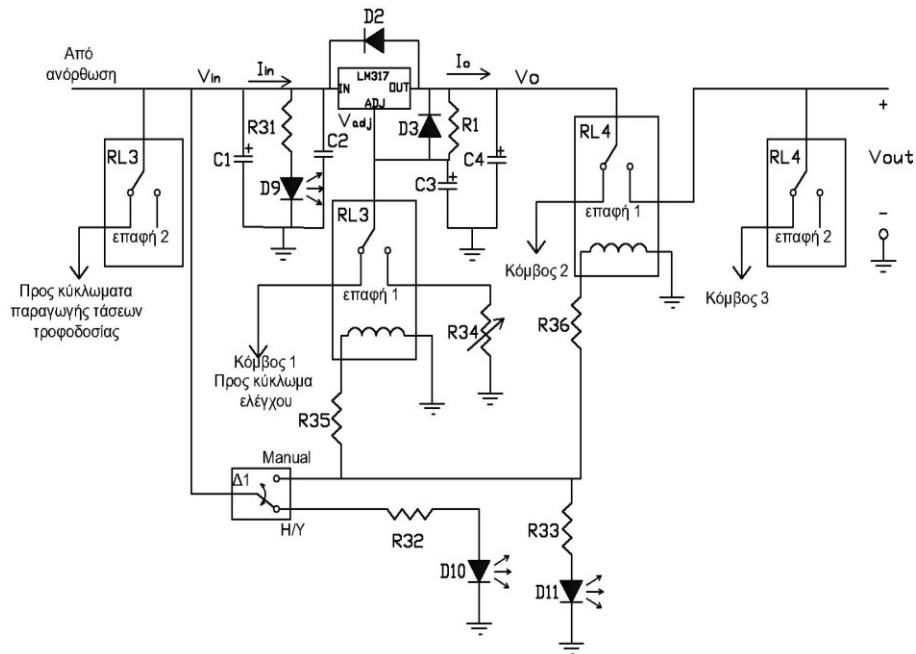 D2
Από
ανόρθωση
Vin
Iin
LM317
IN
OUT
ADJ
Vadj
Io
Vo
RL3
επαφή 2
Προς κύκλωματα
παραγωγής τάσεων
τροφοδοσίας
C1
+
R31
D9
C2
D3
R1
C3
+
C4
+
RL3
επαφή 1
Κόμβος 1
Προς κύκλωμα
ελέγχου
R34
R35
RL4
επαφή 1
Κόμβος 2
R36
RL4
επαφή 2
Κόμβος 3
+
Vout
-
Manual
Δ1
Η/Υ
R32
D10
R33
D11